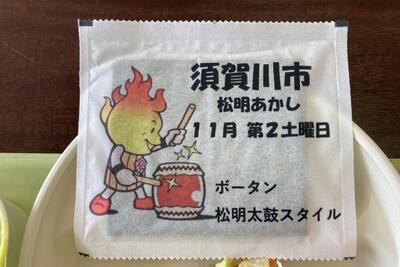 須賀川市
松明あかし
11月 第2土曜日
ボータン
松明太鼓スタイル